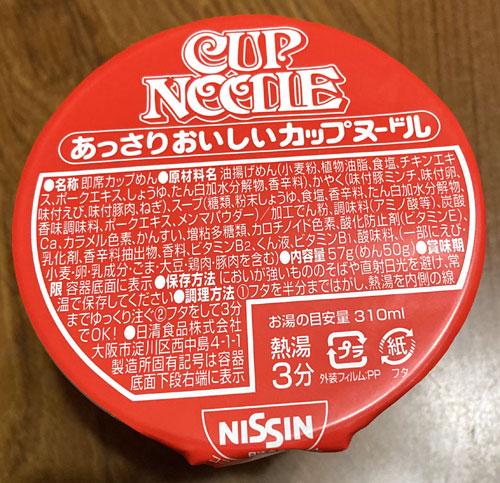 CUP
NOODLE
あっさりおいしいカップヌードル
●名称 即席カップめん●原材料名 油揚げめん(小麦粉、植物油脂、食塩、チキンエキ
ス、ポークエキス、しょうゆ、たん白加水分解物、香辛料)、かやく(味付豚ミンチ、味付卵、
味付えび、味付豚肉、ねぎ)、スープ(糖類、粉末しょうゆ、食塩、香辛料、たん白加水分解物、
香味調味料、ポークエキス、メンマパウダー)/加工でん粉、調味料(アミノ酸等)、炭酸
Ca、カラメル色素、かんすい、増粘多糖類、カロチノイド色素、酸化防止剤(ビタミンE)、
乳化剤、香辛料抽出物、香料、ビタミンB2、くん液、ビタミンB1、酸味料、(一部にえび・
小麦・卵・乳成分・ごま・大豆・鶏肉・豚肉を含む)●内容量 57g(めん50g)●賞味期
限 容器底面に表示●保存方法 においが強いもののそばや直射日光を避け、常
温で保存してください●調理方法 ①フタを半分まではがし、熱湯を内側の線
までゆっくり注ぐ②フタをして3分
でOK! ●日清食品株式会社
大阪市淀川区西中島4-1-1
製造所固有記号は容器
底面下段右端に表示
お湯の目安量 310ml
熱湯
3分
プラ
外装フィルム:PP
紙
フタ
NISSIN